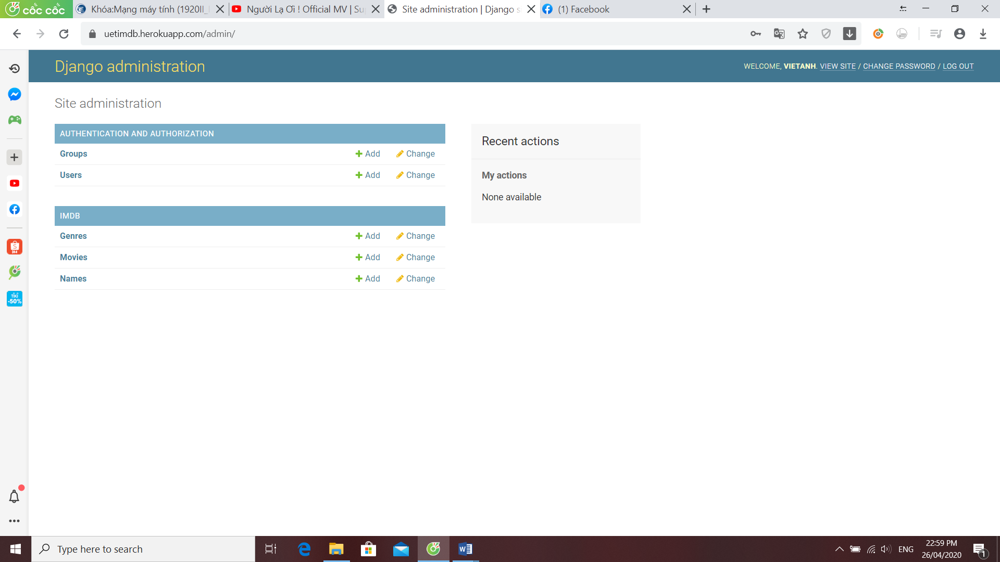 cốc cốc
Khóa:Mạng máy tính (1920II_
Người Lạ Ơi ! Official MV | Su
Site administration | Django s
(1) Facebook
uetimdb.herokuapp.com/admin/
Django administration
WELCOME, VIETANH. VIEW SITE / CHANGE PASSWORD / LOG OUT
Site administration
AUTHENTICATION AND AUTHORIZATION
Groups Add Change
Users Add Change
Recent actions
My actions
None available
IMDB
Genres Add Change
Movies Add Change
Names Add Change
TIKI
-50%
Type here to search
ENG
22:59 PM
26/04/2020
1